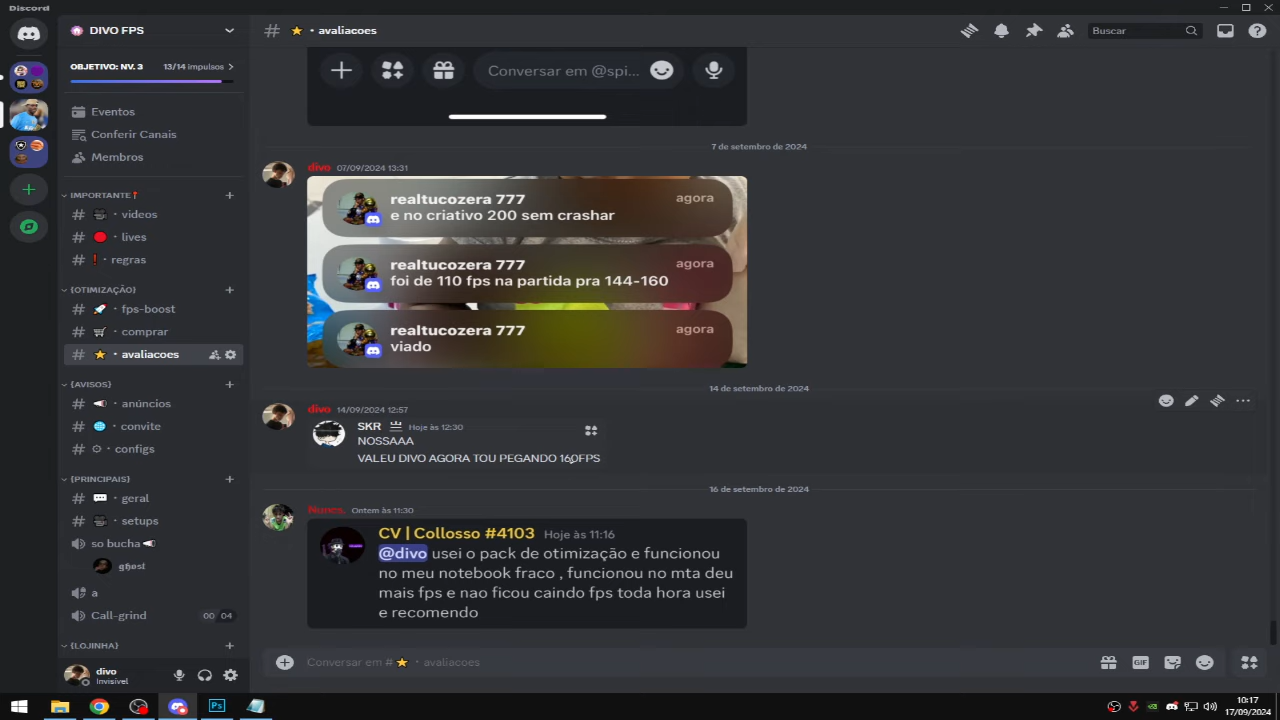 Discord
DIVO FPS
# ⭐ · avaliacoes
Buscar
OBJETIVO: NV. 3
13/14 impulsos
Eventos
Conferir Canais
Membros
IMPORTANTE
videos
lives
regras
{OTIMIZAÇÃO}
fps-boost
comprar
avaliacoes
{AVISOS}
anúncios
convite
configs
{PRINCIPAIS}
geral
setups
so bucha
ghost
a
Call-grind
00 04
{LOJINHA}
divo
Invisível
Conversar em @spi...
7 de setembro de 2024
divo 07/09/2024 13:31
realtucozera 777
agora
e no criativo 200 sem crashar
realtucozera 777
agora
foi de 110 fps na partida pra 144-160
realtucozera 777
agora
viado
14 de setembro de 2024
divo 14/09/2024 12:57
SKR Hoje às 12:30
NOSSAAA
VALEU DIVO AGORA TOU PEGANDO 160FPS
16 de setembro de 2024
Nunes. Ontem às 11:30
CV | Collosso #4103 Hoje às 11:16
@divo usei o pack de otimização e funcionou
no meu notebook fraco , funcionou no mta deu
mais fps e nao ficou caindo fps toda hora usei
e recomendo
Conversar em # ⭐ · avaliacoes
GIF
Ps
10:17
17/09/2024